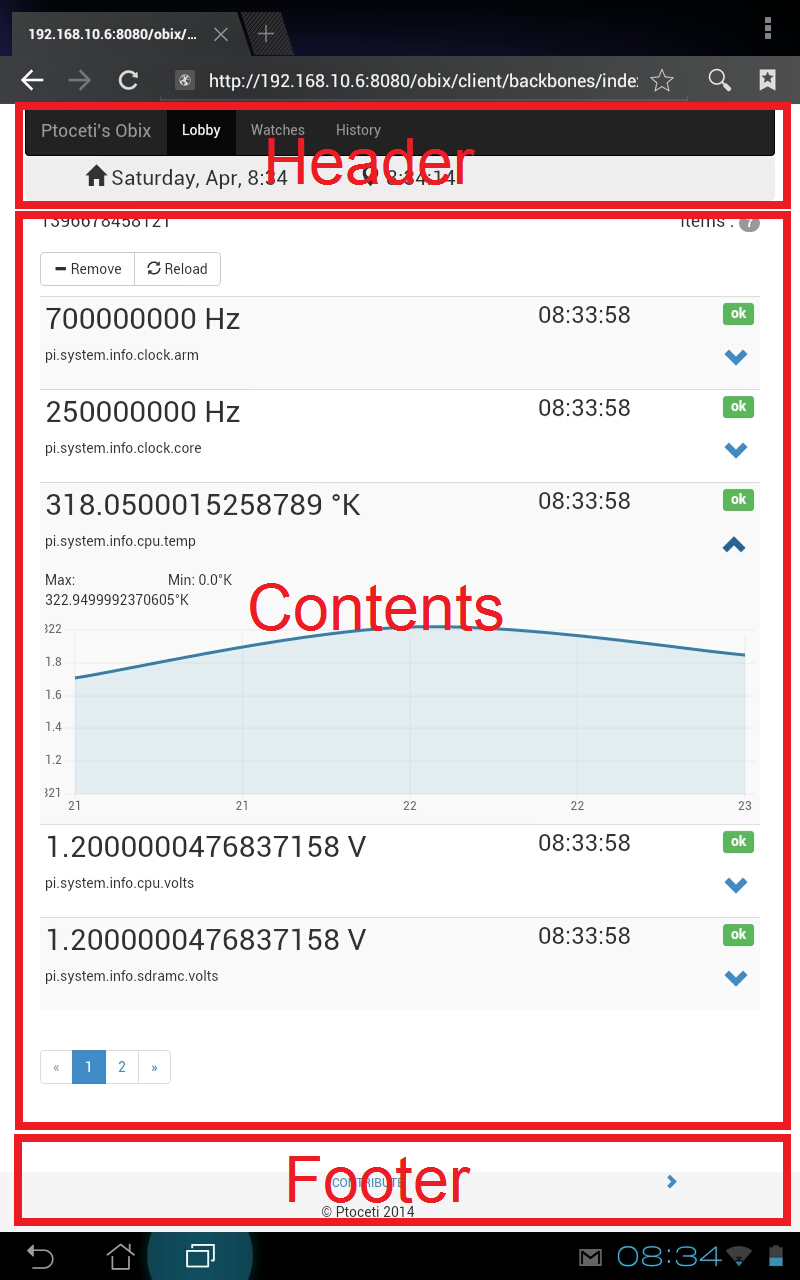 192.168.10.6:8080/obix/...
http://192.168.10.6:8080/obix/client/backbones/index
Ptoceti's Obix Lobby Watches History
Header
Saturday, Apr, 8:34 8:34:14
1396678458121 Items : 7
Remove Reload
700000000 Hz 08:33:58 ok
pi.system.info.clock.arm
250000000 Hz 08:33:58 ok
pi.system.info.clock.core
318.0500015258789 °K 08:33:58 ok
pi.system.info.cpu.temp
Max: Min: 0.0°K
322.9499992370605°K
Contents
322
1.8
1.6
1.4
1.2
321
21 21 22 22 23
1.2000000476837158 V 08:33:58 ok
pi.system.info.cpu.volts
1.2000000476837158 V 08:33:58 ok
pi.system.info.sdramc.volts
« 1 2 »
Footer
CONTRIBUTE
© Ptoceti 2014
08:34